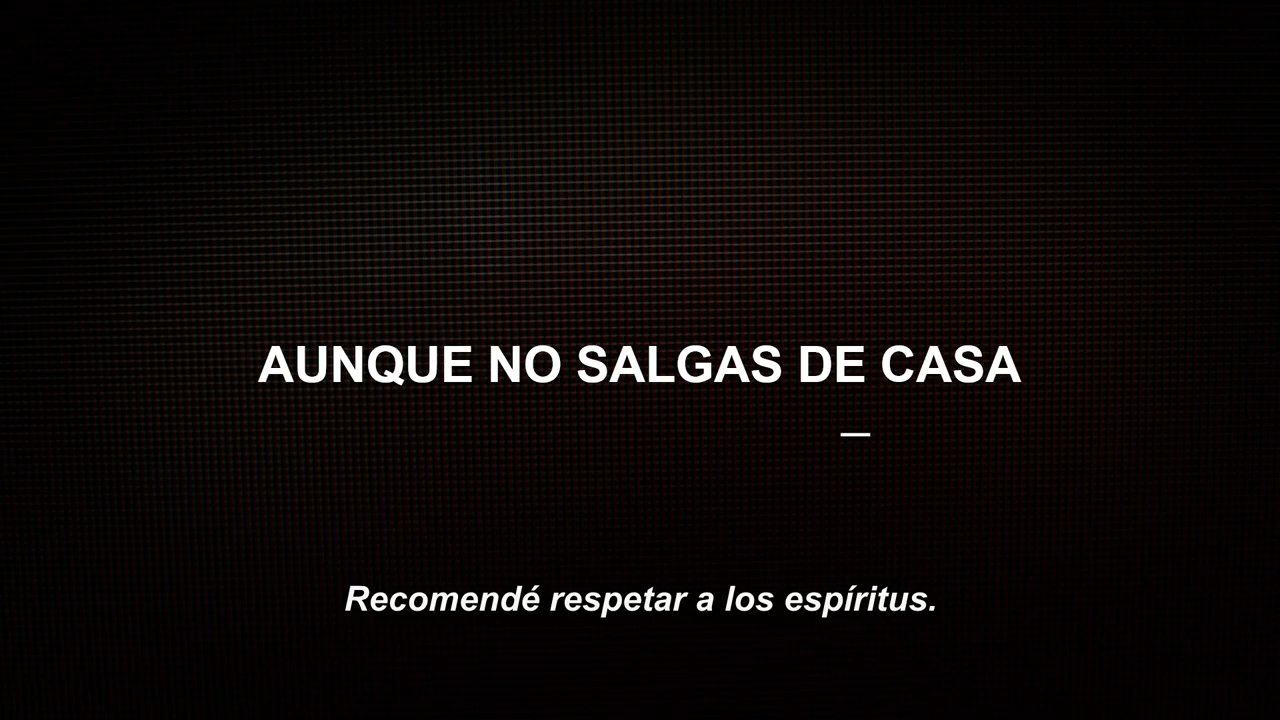 AUNQUE NO SALGAS DE CASA
_
Recomendé respetar a los espíritus.